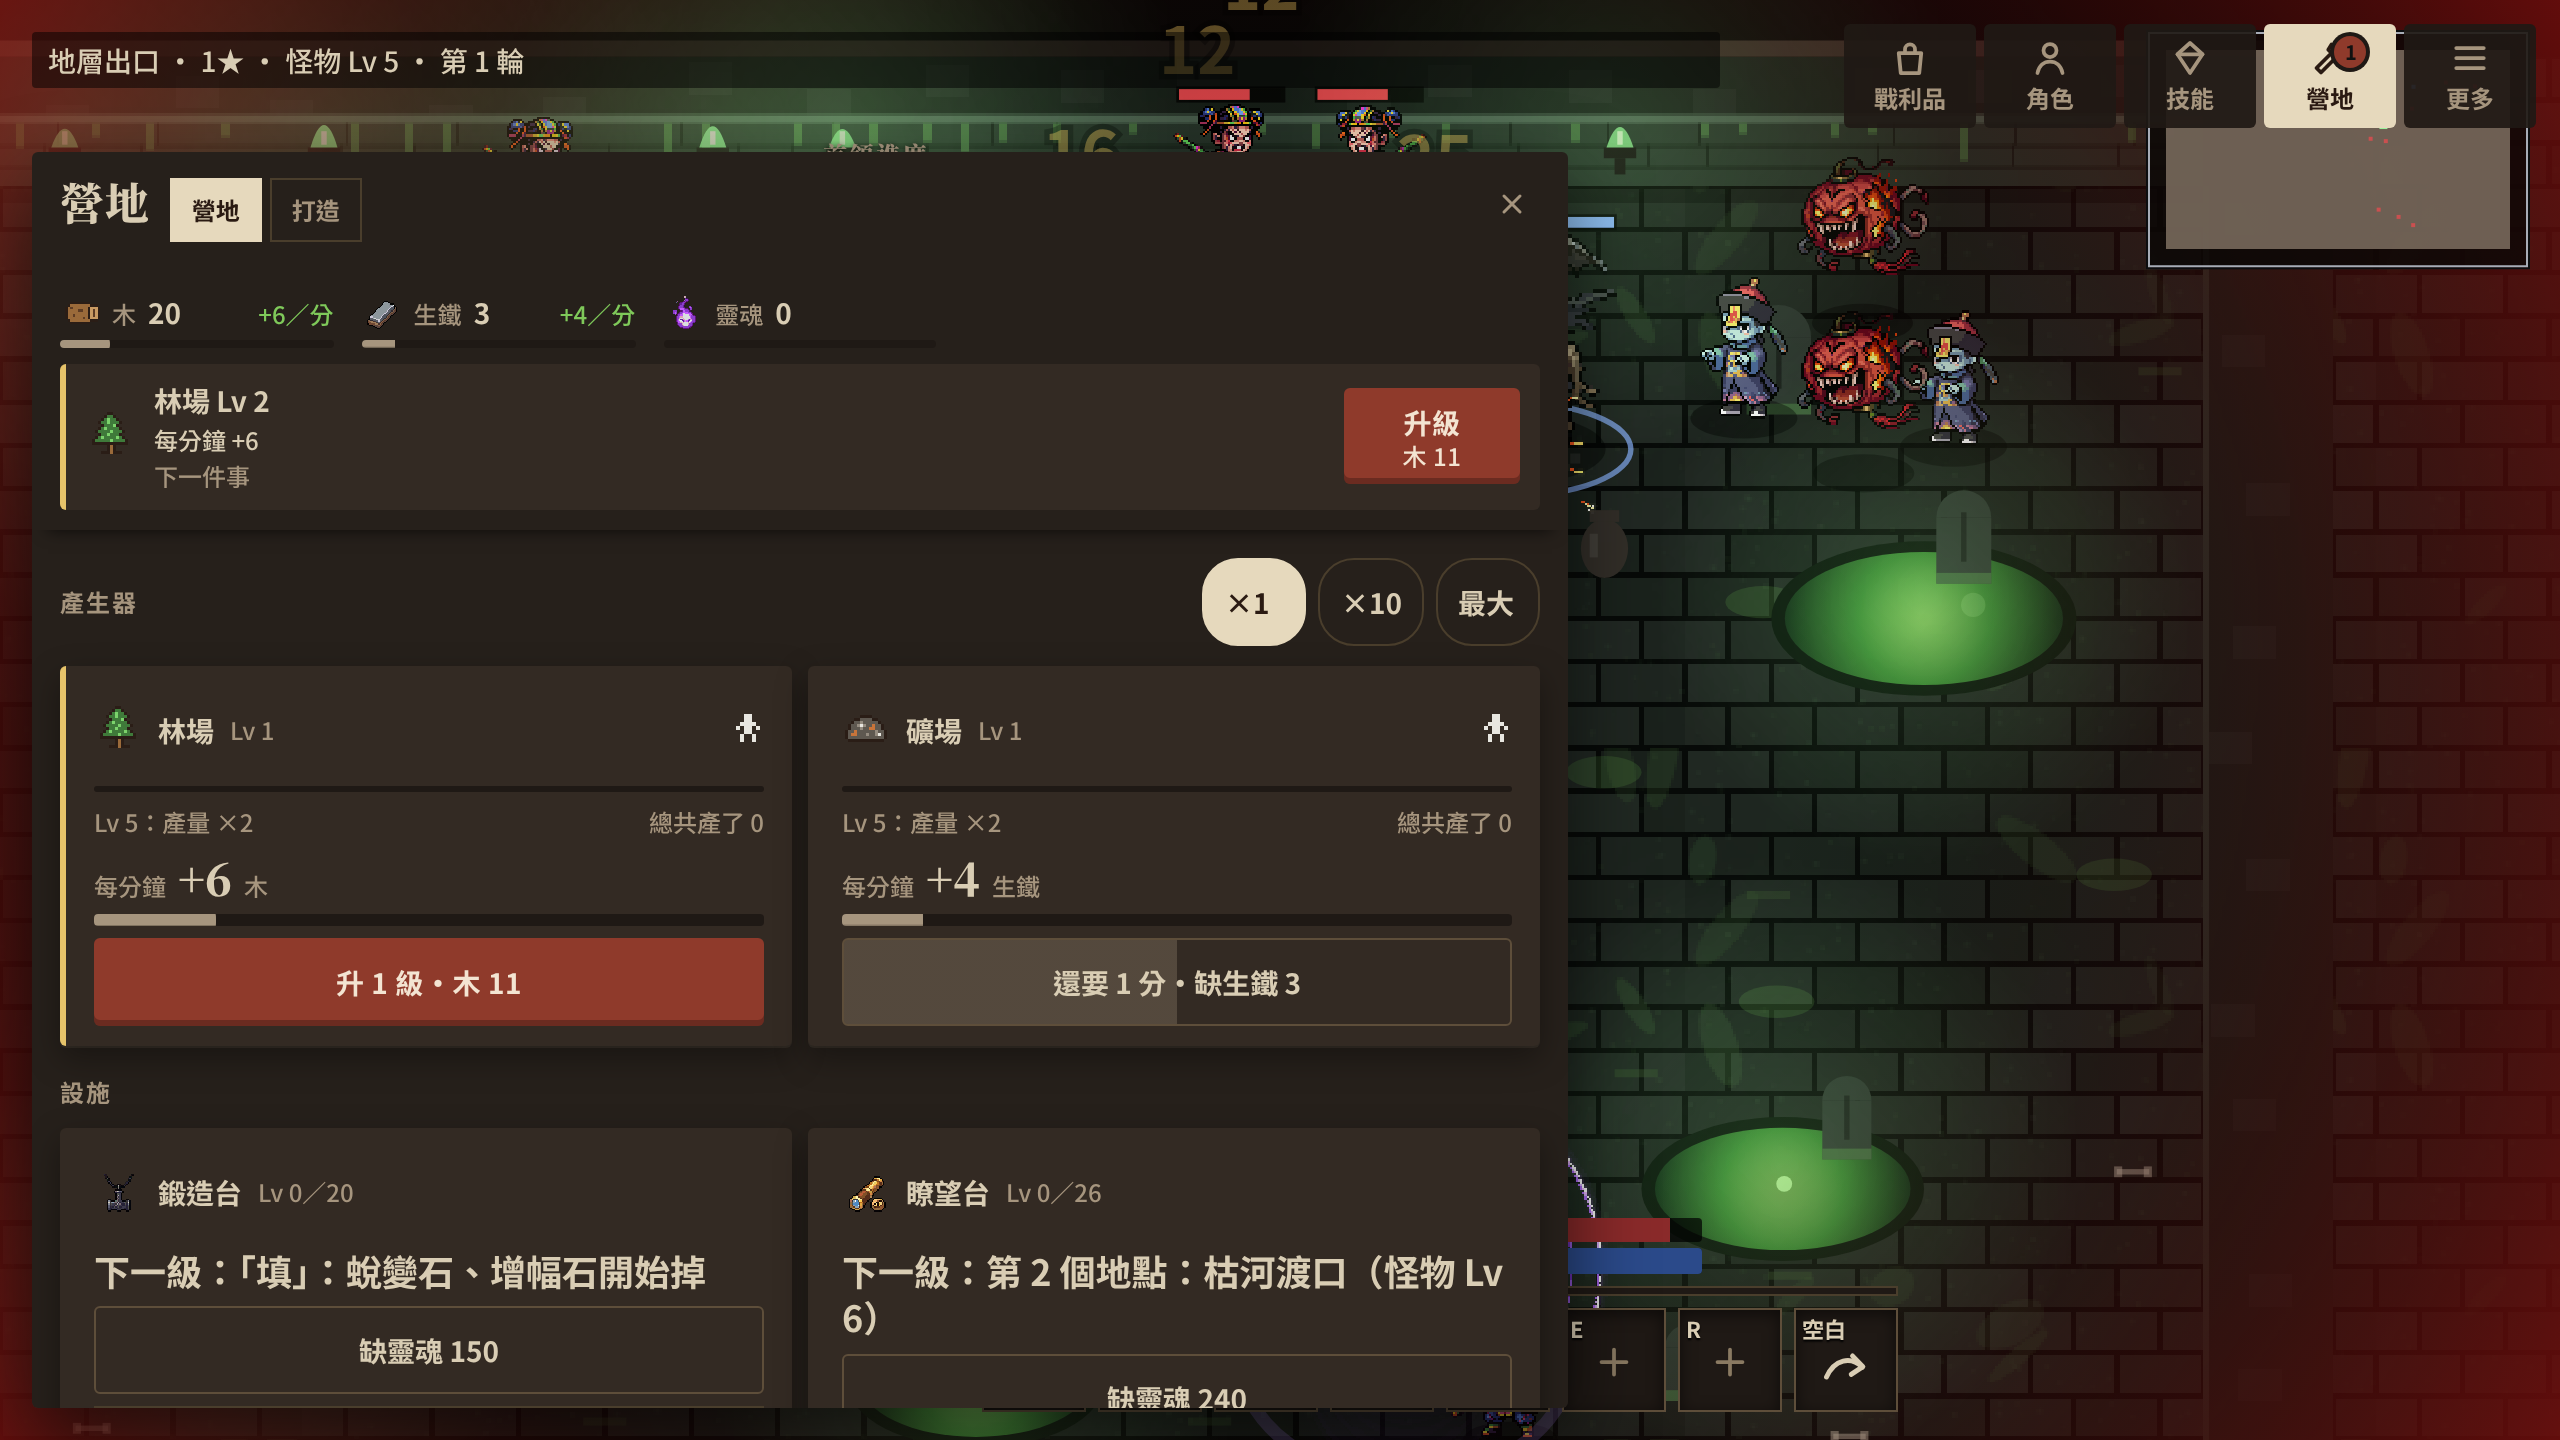 12
12
地層出口 • 1★ • 怪物 Lv 5 • 第 1 輪
戰利品
角色
技能
1
營地
更多
16
25
營地
營地
打造
木 20
+6／分
生鐵 3
+4／分
靈魂 0
林場 Lv 2
每分鐘 +6
下一件事
升級
木 11
產生器
×1
×10
最大
林場 Lv 1
Lv 5：產量 ×2
總共產了 0
每分鐘 +6 木
升 1 級・木 11
礦場 Lv 1
Lv 5：產量 ×2
總共產了 0
每分鐘 +4 生鐵
還要 1 分・缺生鐵 3
設施
鍛造台 Lv 0／20
下一級：「填」：蛻變石、增幅石開始掉
缺靈魂 150
瞭望台 Lv 0／26
下一級：第 2 個地點：枯河渡口（怪物 Lv
6）
缺靈魂 240
E
R
空白